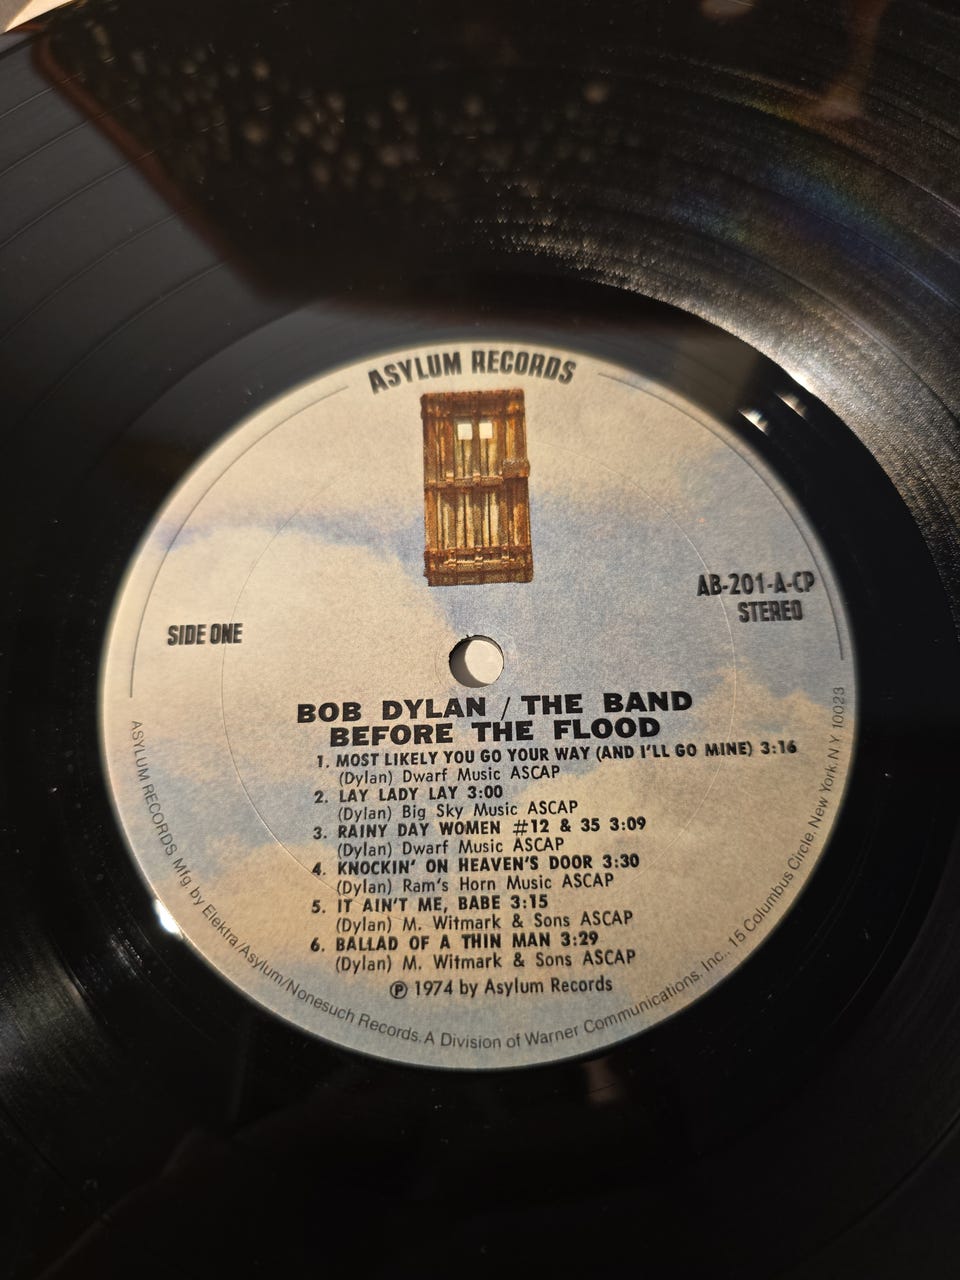 ASYLUM RECORDS
AB-201-A-CP
STEREO
SIDE ONE
BOB DYLAN / THE BAND
BEFORE THE FLOOD
1. MOST LIKELY YOU GO YOUR WAY (AND I'LL GO MINE) 3:16
(Dylan) Dwarf Music ASCAP
2. LAY LADY LAY 3:00
(Dylan) Big Sky Music ASCAP
3. RAINY DAY WOMEN #12 & 35 3:09
(Dylan) Dwarf Music ASCAP
4. KNOCKIN' ON HEAVEN'S DOOR 3:30
(Dylan) Ram's Horn Music ASCAP
5. IT AIN'T ME, BABE 3:15
(Dylan) M. Witmark & Sons ASCAP
6. BALLAD OF A THIN MAN 3:29
(Dylan) M. Witmark & Sons ASCAP
℗ 1974 by Asylum Records
ASYLUM RECORDS Mfg. by Elektra/Asylum/Nonesuch Records. A Division of Warner Communications, Inc., 15 Columbus Circle, New York N Y 10023